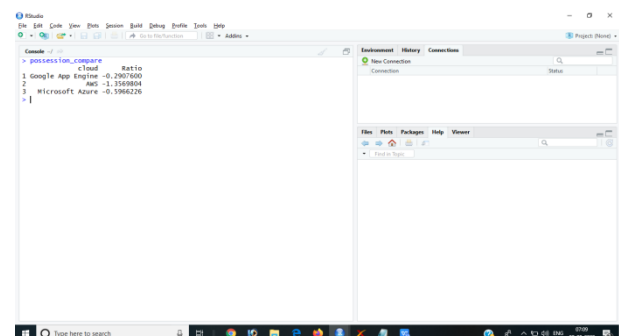 RStudio
File Edit Code View Plots Session Build Debug Profile Tools Help
Go to file/function Addins Project: (None)
Console ~/
> possession_compare
cloud Ratio
1 Google App Engine -0.2907600
2 AWS -1.3569804
3 Microsoft Azure -0.5966226
>
Environment History Connections
New Connection
Connection Status
Files Plots Packages Help Viewer
Find in Topic
Type here to search
ENG 07:09